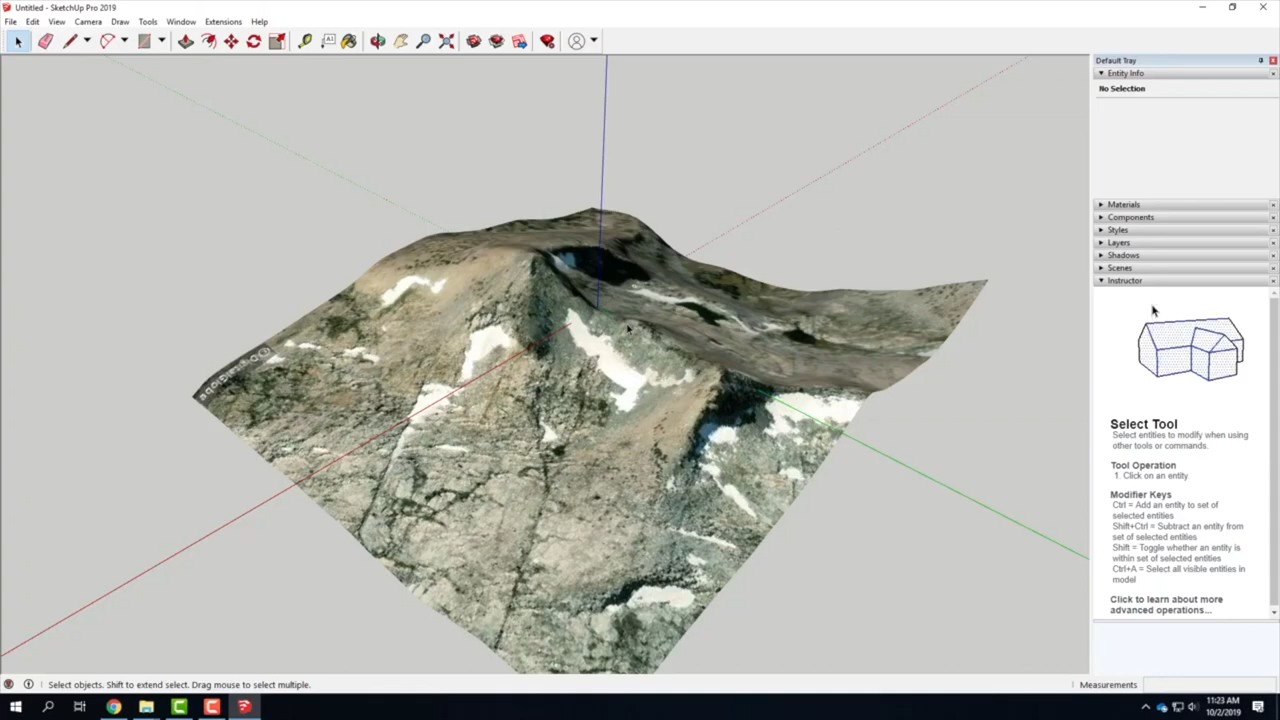 Untitled - SketchUp Pro 2019
File Edit View Camera Draw Tools Window Extensions Help
Default Tray
Entity Info
No Selection
Materials
Components
Styles
Layers
Shadows
Scenes
Instructor
Select Tool
Select entities to modify when using
other tools or commands.
Tool Operation
1. Click on an entity
Modifier Keys
Ctrl = Add an entity to set of
selected entities
Shift+Ctrl = Subtract an entity from
set of selected entities
Shift = Toggle whether an entity is
within set of selected entities
Ctrl+A = Select all visible entities in
model
Click to learn about more
advanced operations...
Select objects. Shift to extend select. Drag mouse to select multiple.
Measurements
11:23 AM
10/2/2019